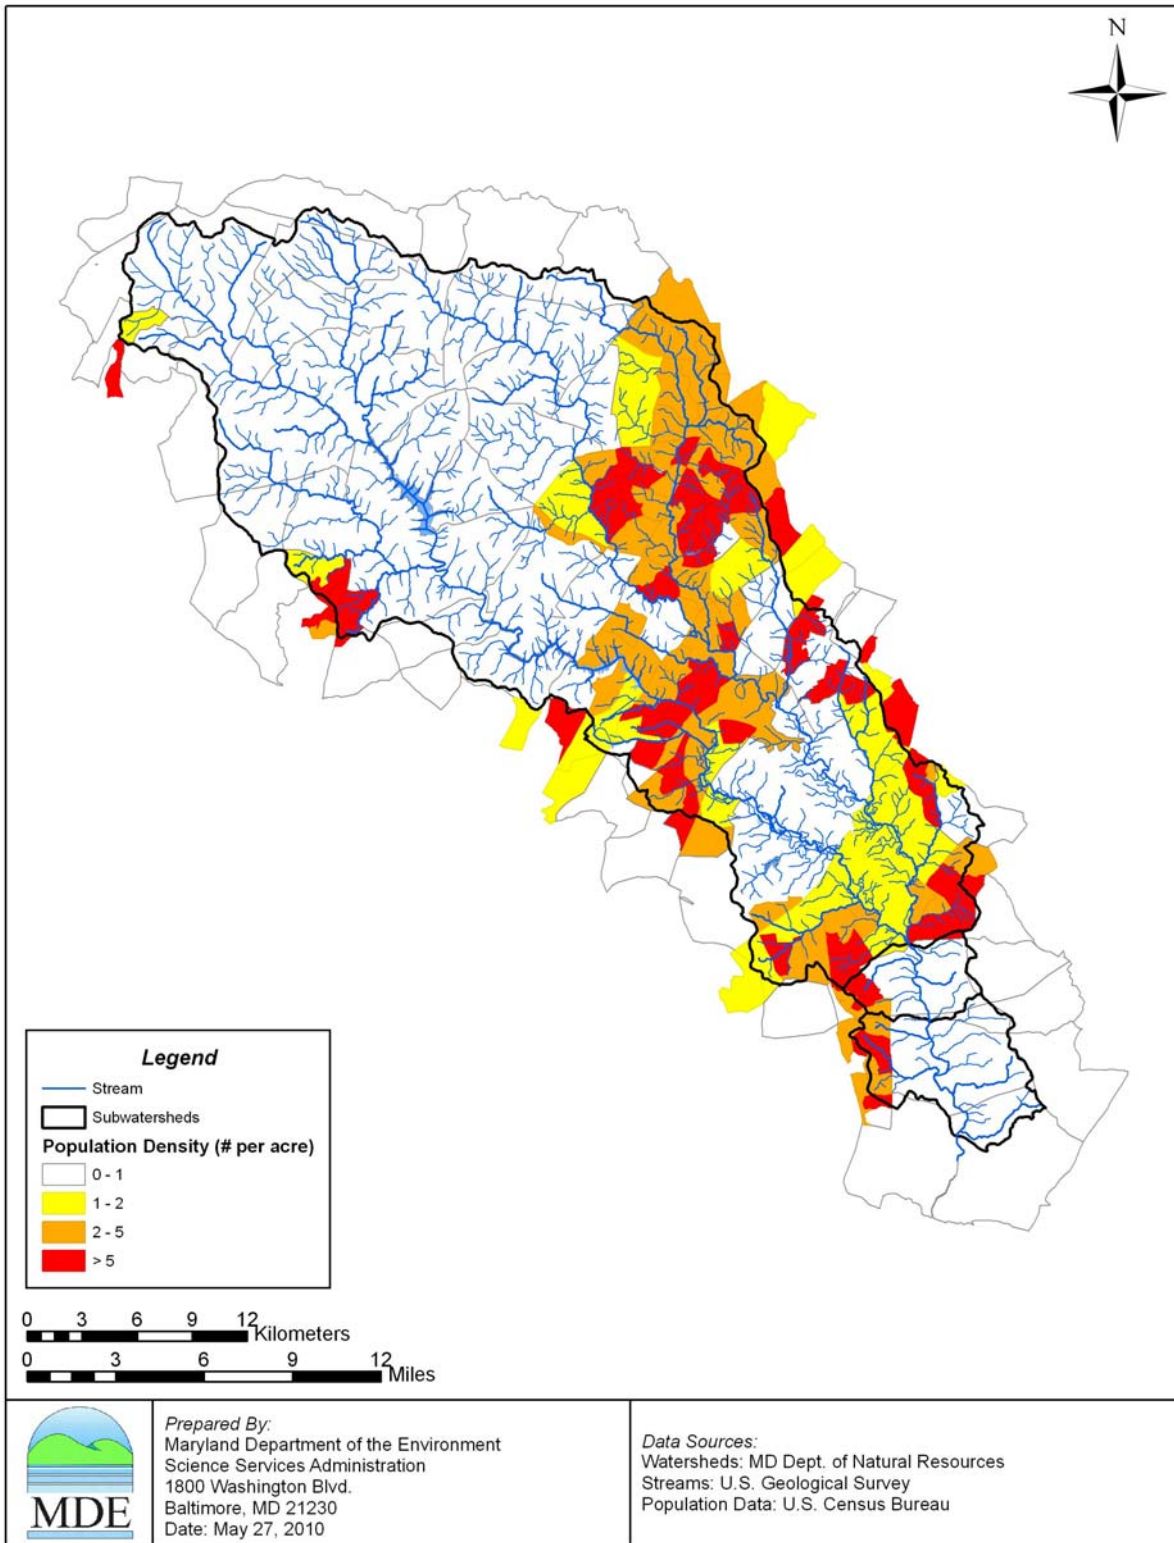 N
Legend
Stream
Subwatersheds
Population Density (# per acre)
0 - 1
1 - 2
2 - 5
> 5
0 3 6 9 12
Kilometers
0 3 6 9 12
Miles
MDE
Prepared By:
Maryland Department of the Environment
Science Services Administration
1800 Washington Blvd.
Baltimore, MD 21230
Date: May 27, 2010
Data Sources:
Watersheds: MD Dept. of Natural Resources
Streams: U.S. Geological Survey
Population Data: U.S. Census Bureau